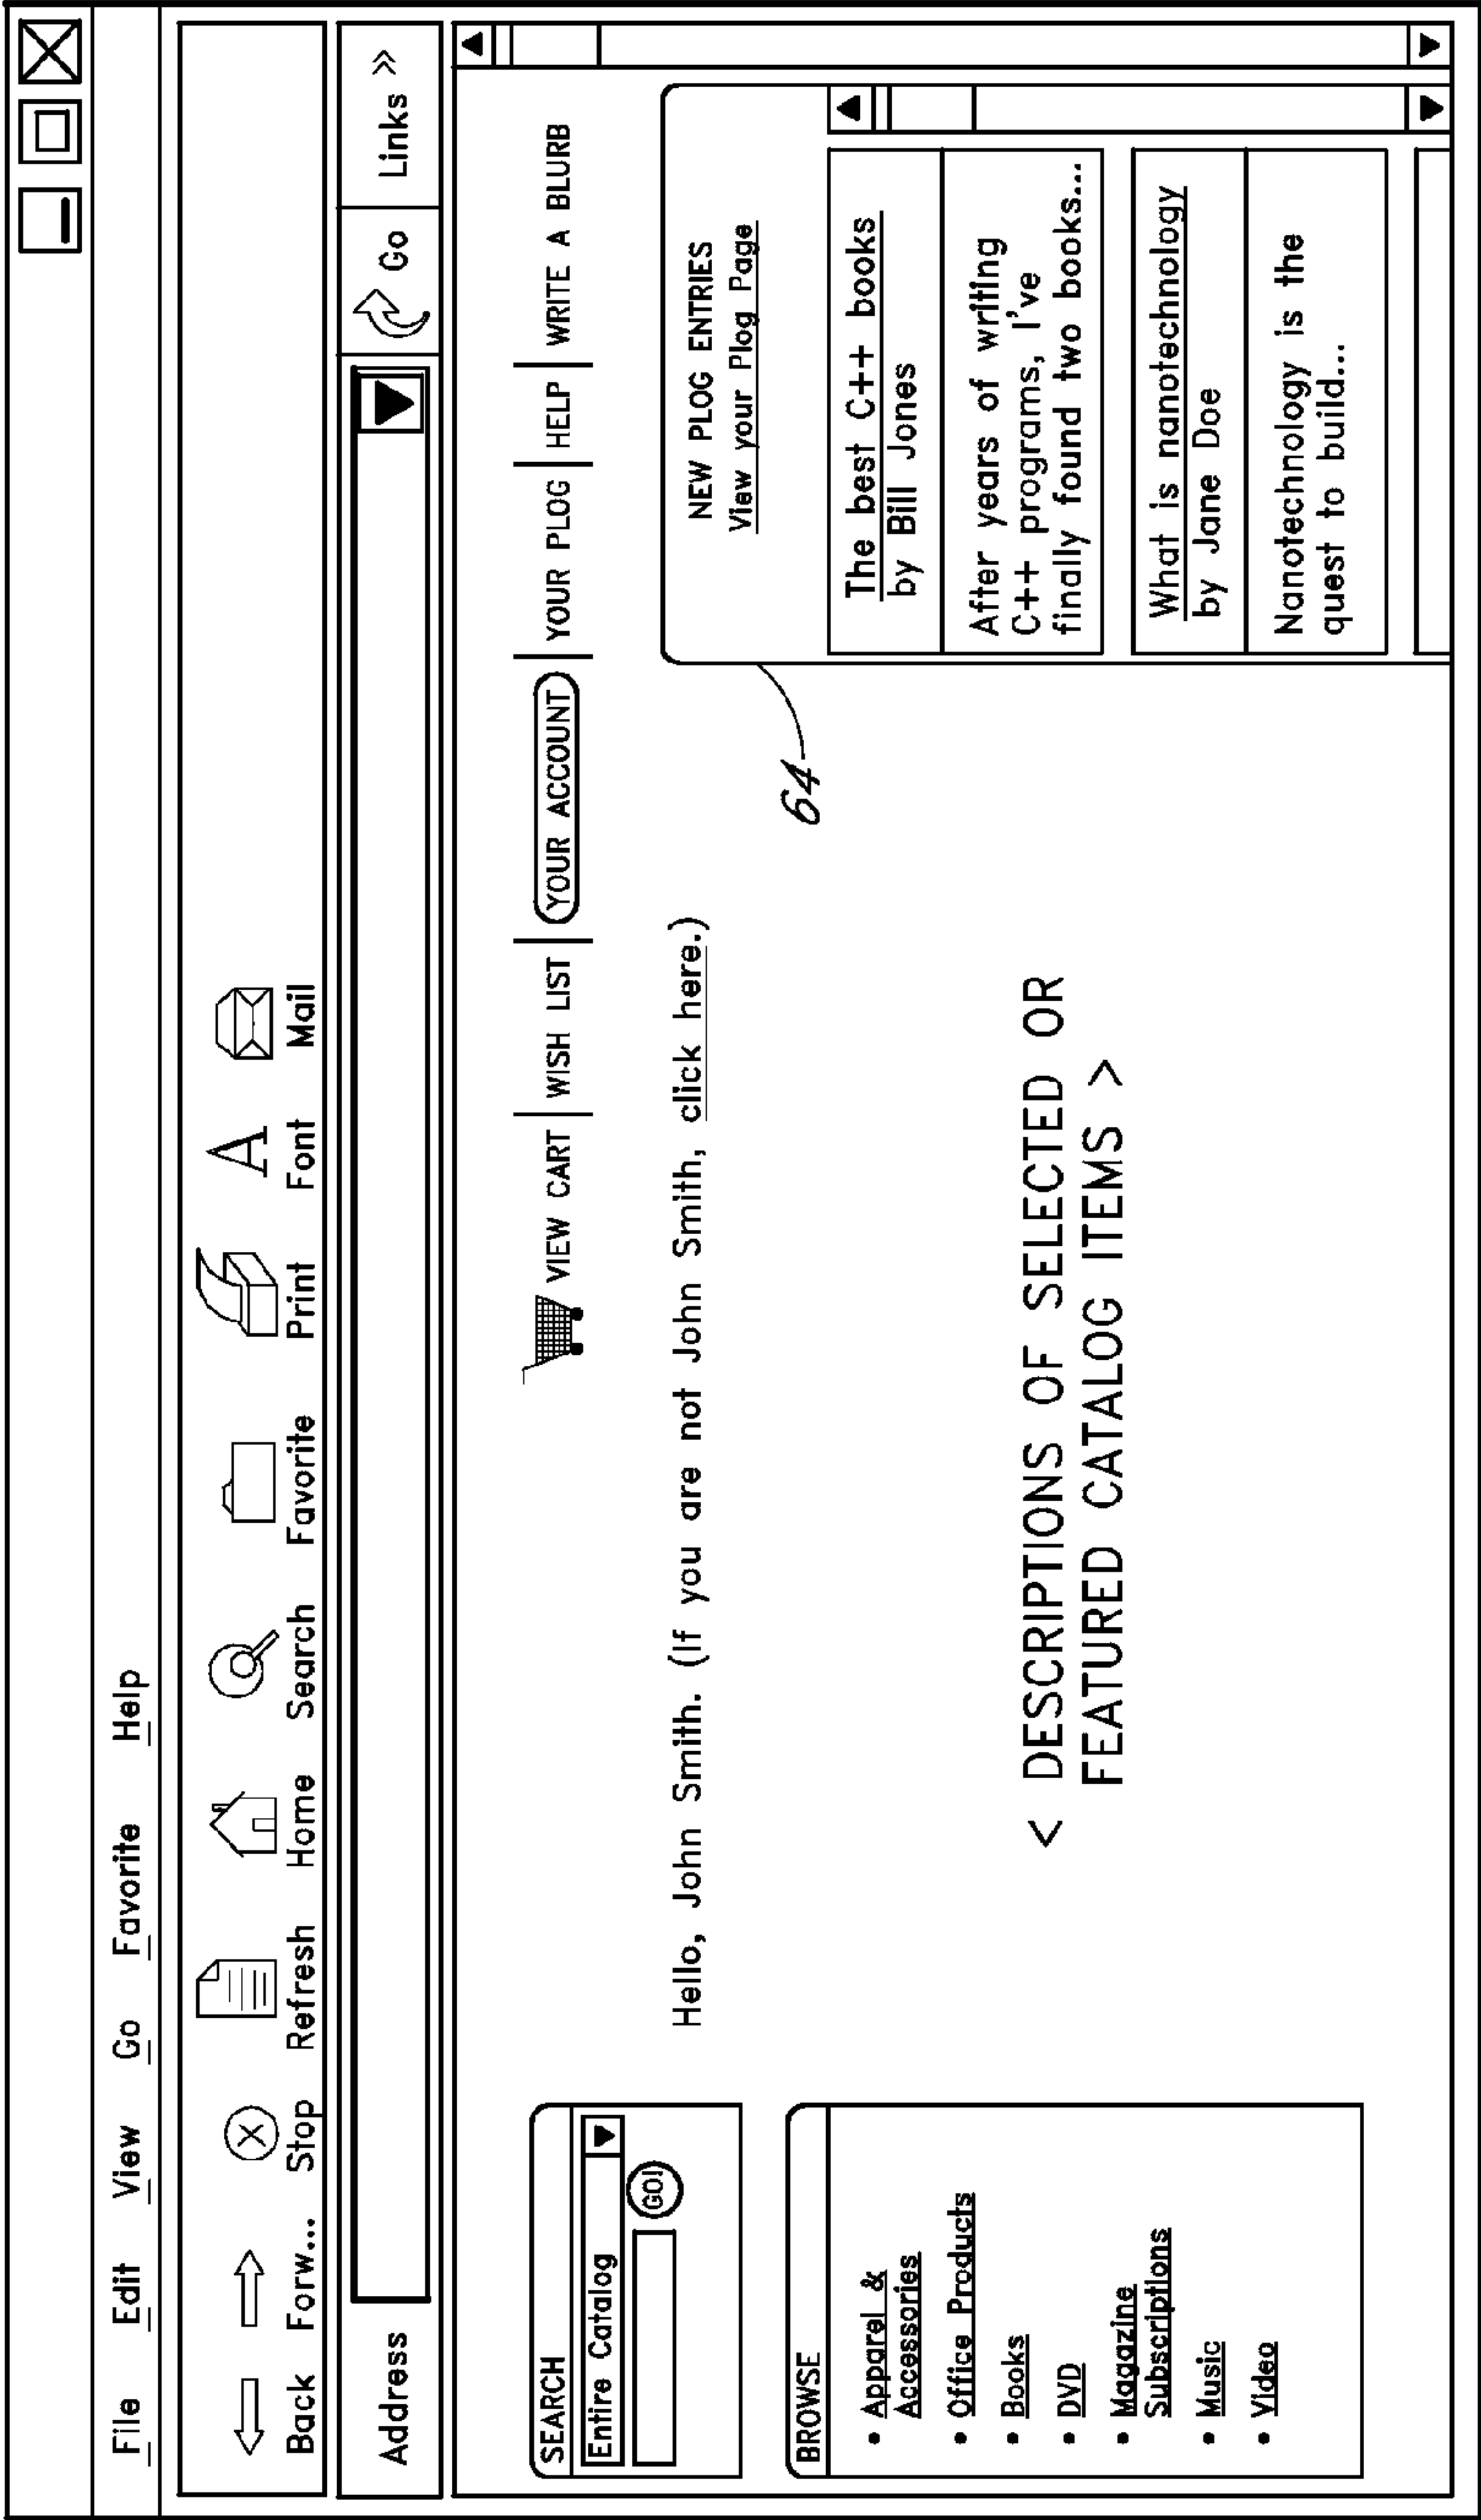 File Edit View Go Favorite Help
Back Forw... Stop Refresh Home Search Favorite Print Font Mail
Address Go Links »
VIEW CART | WISH LIST | YOUR ACCOUNT | YOUR PLOG | HELP | WRITE A BLURB
SEARCH
Entire Catalog
GO!
Hello, John Smith. (If you are not John Smith, click here.)
BROWSE
• Apparel &
Accessories
• Office Products
• Books
• DVD
• Magazine
Subscriptions
• Music
• Video
< DESCRIPTIONS OF SELECTED OR
FEATURED CATALOG ITEMS >
64
NEW PLOG ENTRIES
View your Plog Page
The best C++ books
by Bill Jones
After years of writing
C++ programs, I've
finally found two books...
What is nanotechnology
by Jane Doe
Nanotechnology is the
quest to build...